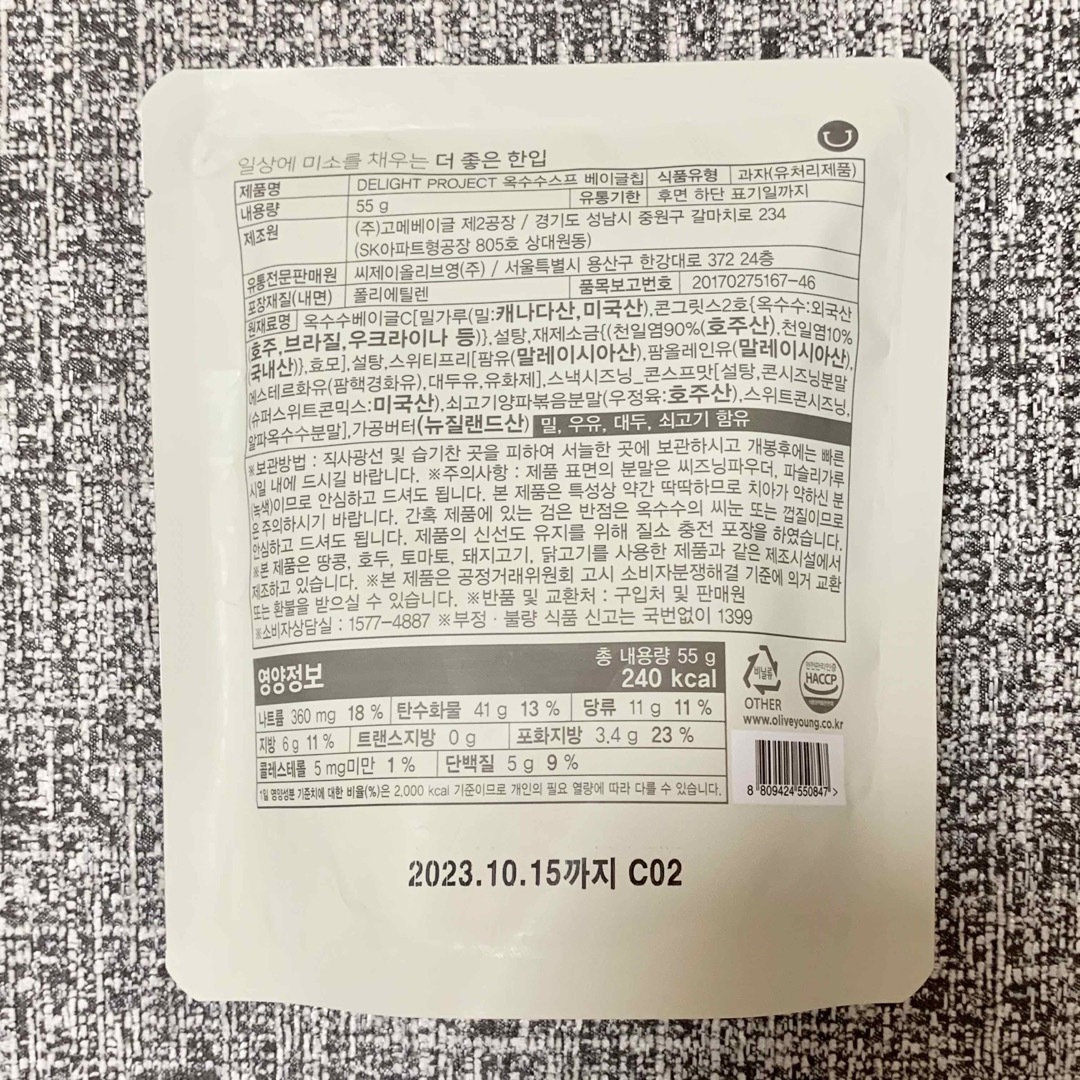 일상에 미소를 채우는 더 좋은 한입
제품명 DELIGHT PROJECT 옥수수스프 베이글칩 식품유형 과자(유처리제품)
내용량 55 g 유통기한 후면 하단 표기일까지
제조원 (주)고메베이글 제2공장 / 경기도 성남시 중원구 갈마치로 234
(SK아파트형공장 805호 상대원동)
유통전문판매원 씨제이올리브영(주) / 서울특별시 용산구 한강대로 372 24층
포장재질(내면) 폴리에틸렌 품목보고번호 20170275167-46
원재료명 옥수수베이글C[밀가루(밀:캐나다산,미국산),콘그릿스2호{옥수수:외국산
(호주,브라질,우크라이나 등)},설탕,재제소금{(천일염90%(호주산),천일염10%
(국내산)},효모],설탕,스위티프리[팜유(말레이시아산),팜올레인유(말레이시아산),
에스테르화유(팜핵경화유),대두유,유화제],스낵시즈닝_콘스프맛[설탕,콘시즈닝분말
(슈퍼스위트콘믹스:미국산),쇠고기양파볶음분말(우정육:호주산),스위트콘시즈닝,
알파옥수수분말],가공버터(뉴질랜드산) 밀, 우유, 대두, 쇠고기 함유
※보관방법 : 직사광선 및 습기찬 곳을 피하여 서늘한 곳에 보관하시고 개봉후에는 빠른
시일 내에 드시길 바랍니다. ※주의사항 : 제품 표면의 분말은 씨즈닝파우더, 파슬리가루
(녹색)이므로 안심하고 드셔도 됩니다. 본 제품은 특성상 약간 딱딱하므로 치아가 약하신 분
은 주의하시기 바랍니다. 간혹 제품에 있는 검은 반점은 옥수수의 씨눈 또는 껍질이므로
안심하고 드셔도 됩니다. 제품의 신선도 유지를 위해 질소 충전 포장을 하였습니다.
※본 제품은 땅콩, 호두, 토마토, 돼지고기, 닭고기를 사용한 제품과 같은 제조시설에서
제조하고 있습니다. ※본 제품은 공정거래위원회 고시 소비자분쟁해결 기준에 의거 교환
또는 환불을 받으실 수 있습니다. ※반품 및 교환처 : 구입처 및 판매원
※소비자상담실 : 1577-4887 ※부정 · 불량 식품 신고는 국번없이 1399
영양정보 총 내용량 55 g
240 kcal
나트륨 360 mg 18 % 탄수화물 41 g 13 % 당류 11 g 11 %
지방 6 g 11 % 트랜스지방 0 g 포화지방 3.4 g 23 %
콜레스테롤 5 mg미만 1 % 단백질 5 g 9 %
1일 영양성분 기준치에 대한 비율(%)은 2,000 kcal 기준이므로 개인의 필요 열량에 따라 다를 수 있습니다.
비닐류
OTHER
안전관리인증
HACCP
www.oliveyoung.co.kr
8 809424 550847 >
2023.10.15까지 C02